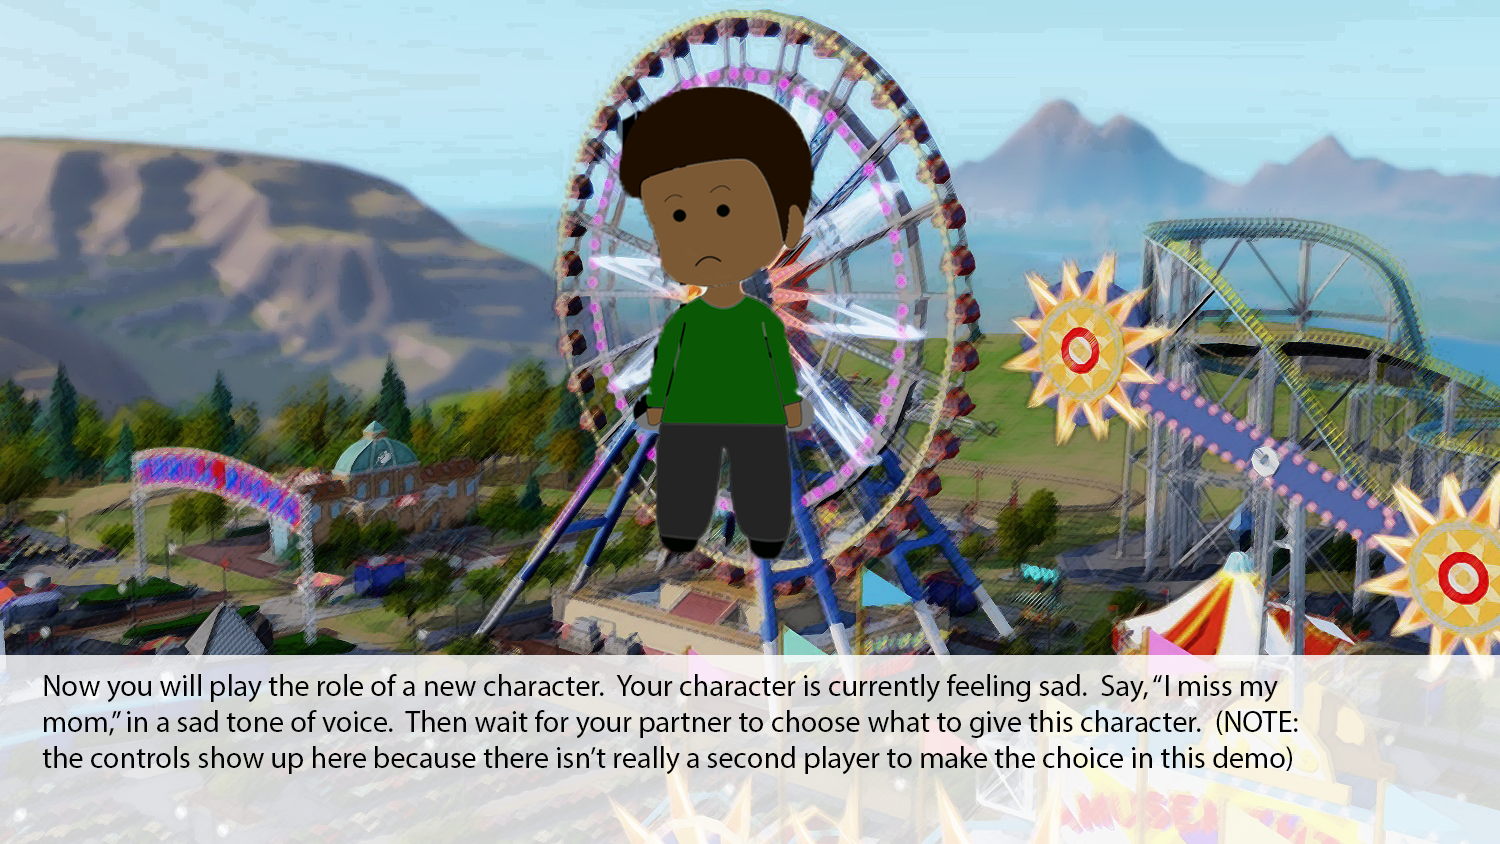 Now you will play the role of a new character.  Your character is currently feeling sad.  Say, “I miss my
mom,” in a sad tone of voice.  Then wait for your partner to choose what to give this character.  (NOTE:
the controls show up here because there isn’t really a second player to make the choice in this demo)